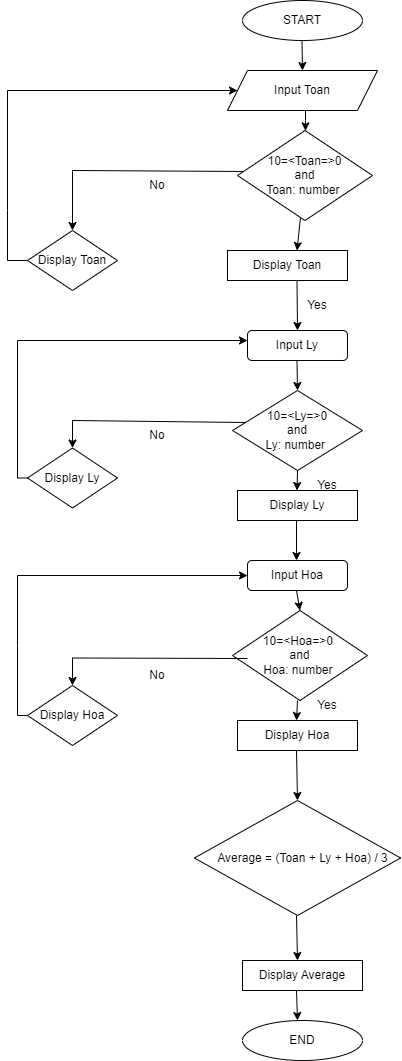 START
Input Toan
10=<Toan=>0
and
Toan: number
No
Display Toan
Display Toan
Yes
Input Ly
10=<Ly=>0
and
Ly: number
No
Display Ly
Yes
Display Ly
Input Hoa
10=<Hoa=>0
and
Hoa: number
No
Display Hoa
Yes
Display Hoa
Average = (Toan + Ly + Hoa) / 3
Display Average
END